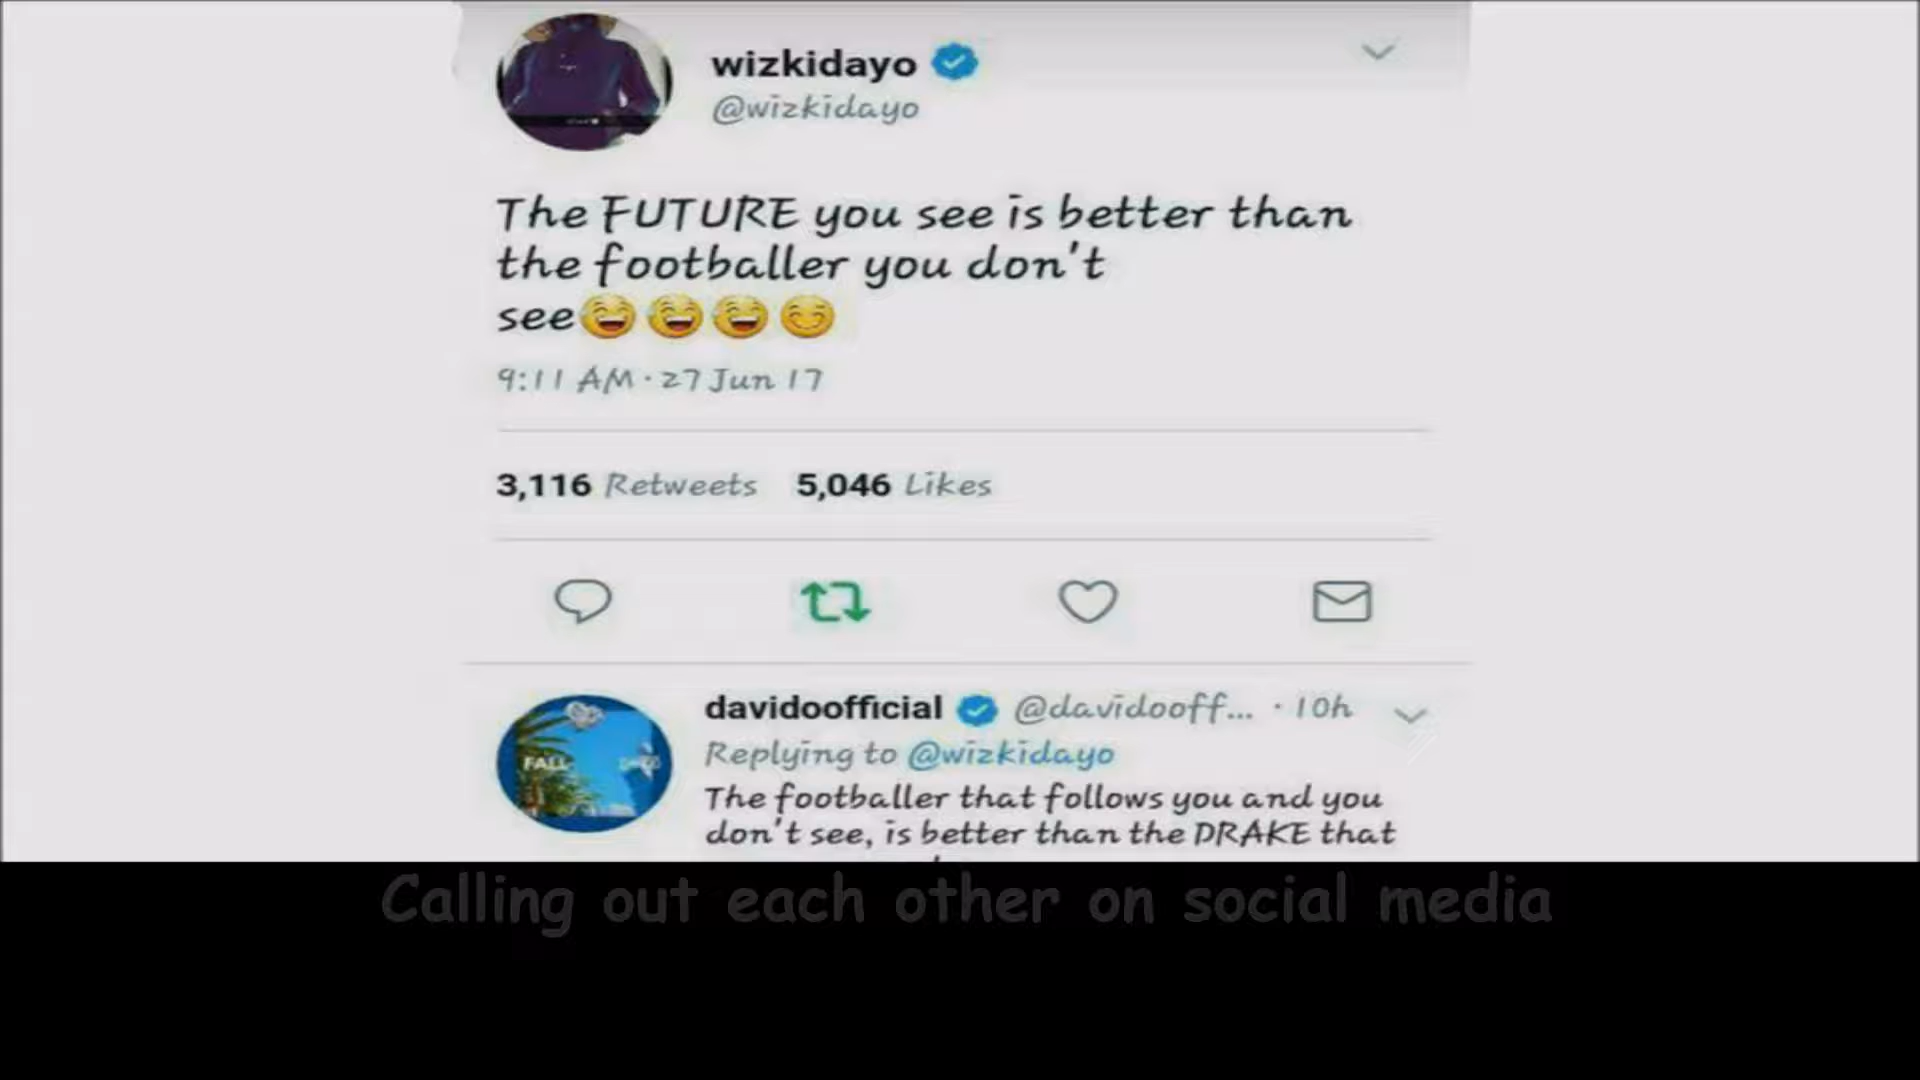 wizkidayo
@wizkidayo
The FUTURE you see is better than
the footballer you don't
see😂😂😂😊
9:11 AM · 27 Jun 17
3,116 Retweets 5,046 Likes
davidoofficial @davidooff... · 10h
Replying to @wizkidayo
FALL
The footballer that follows you and you
don't see, is better than the DRAKE that
Calling out each other on social media